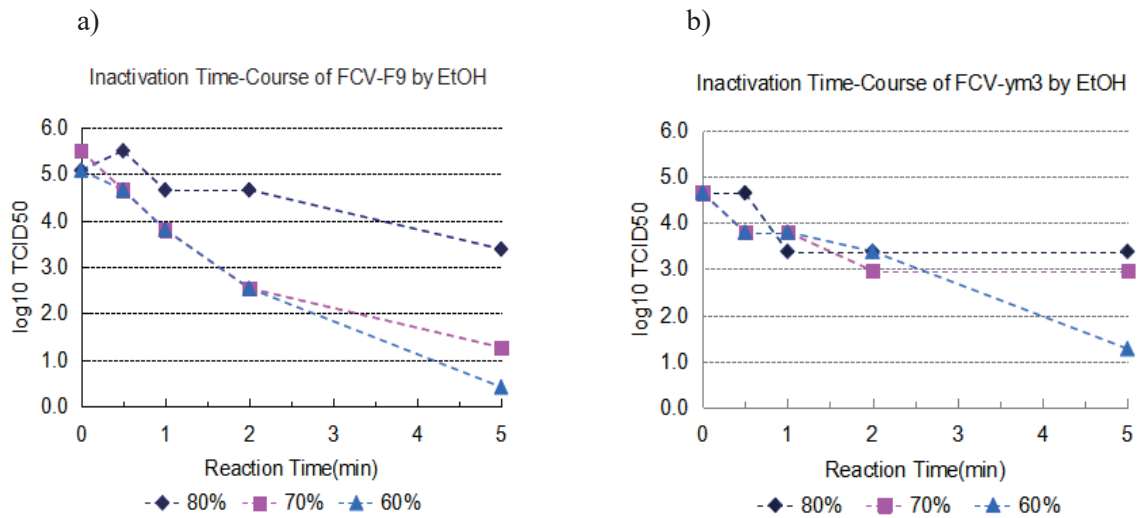 a)
Inactivation Time-Course of FCV-F9 by EtOH
log10 TCID50
6.0
5.0
4.0
3.0
2.0
1.0
0.0
0 1 2 3 4 5
Reaction Time(min)
80% 70% 60%
b)
Inactivation Time-Course of FCV-ym3 by EtOH
log10 TCID50
6.0
5.0
4.0
3.0
2.0
1.0
0.0
0 1 2 3 4 5
Reaction Time(min)
80% 70% 60%